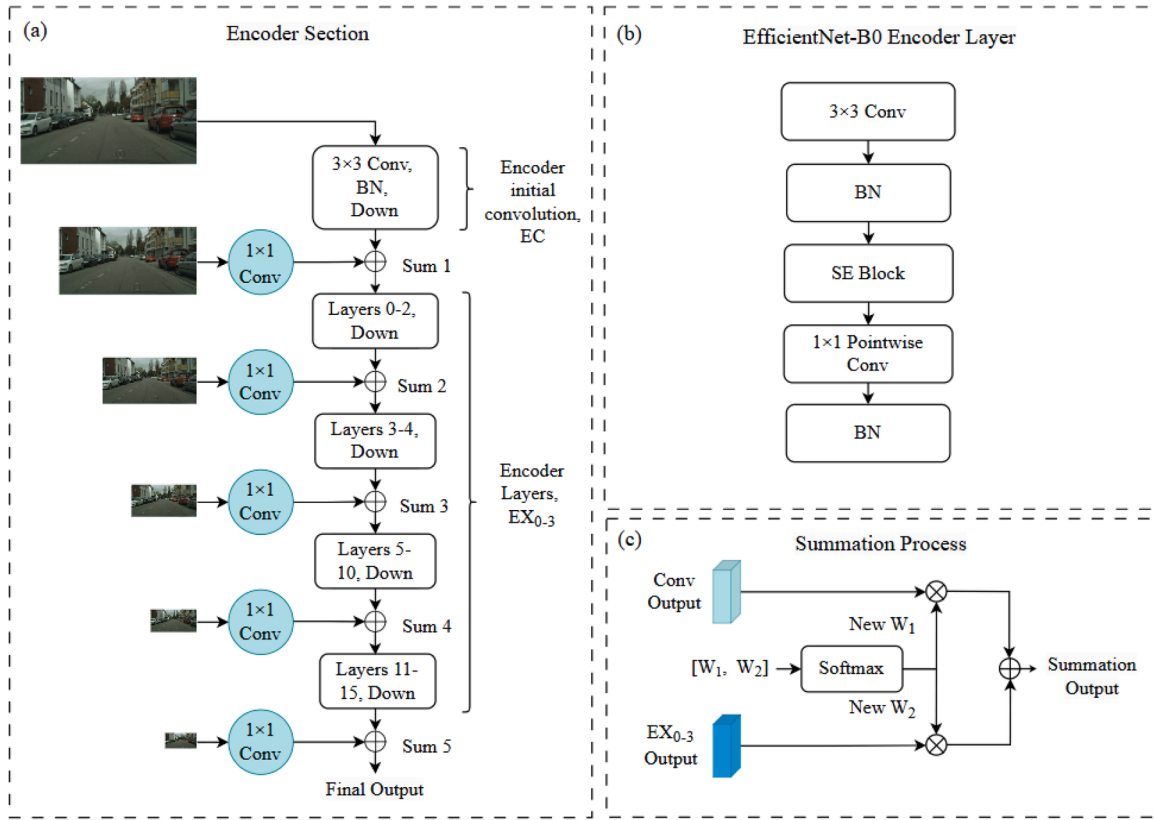 (a)
Encoder Section
3×3 Conv,
BN,
Down
Encoder
initial
convolution,
EC
1×1
Conv
Sum 1
Layers 0-2,
Down
1×1
Conv
Sum 2
Layers 3-4,
Down
1×1
Conv
Sum 3
Encoder
Layers,
EX₀₋₃
Layers 5-
10, Down
1×1
Conv
Sum 4
Layers 11-
15, Down
1×1
Conv
Sum 5
Final Output
(b)
EfficientNet-B0 Encoder Layer
3×3 Conv
BN
SE Block
1×1 Pointwise
Conv
BN
(c)
Summation Process
Conv
Output
New W₁
[W₁, W₂]
Softmax
Summation
Output
New W₂
EX₀₋₃
Output